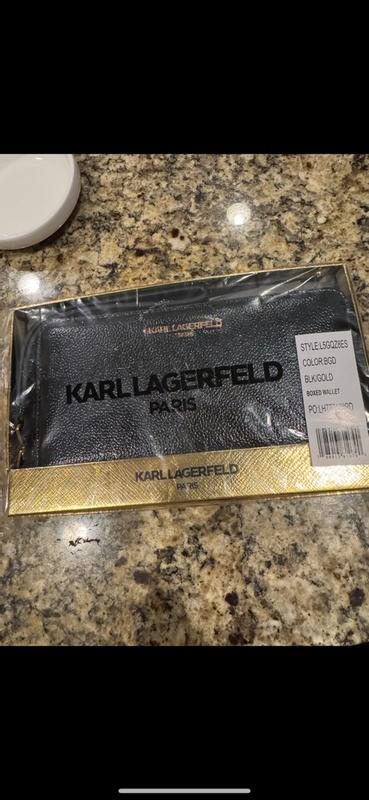 KARL LAGERFELD
PARIS
KARL LAGERFELD
PARIS
STYLE:L5GQZ8ES
COLOR:BGD
BLK/GOLD
BOXED WALLET
KARL LAGERFELD
PARIS